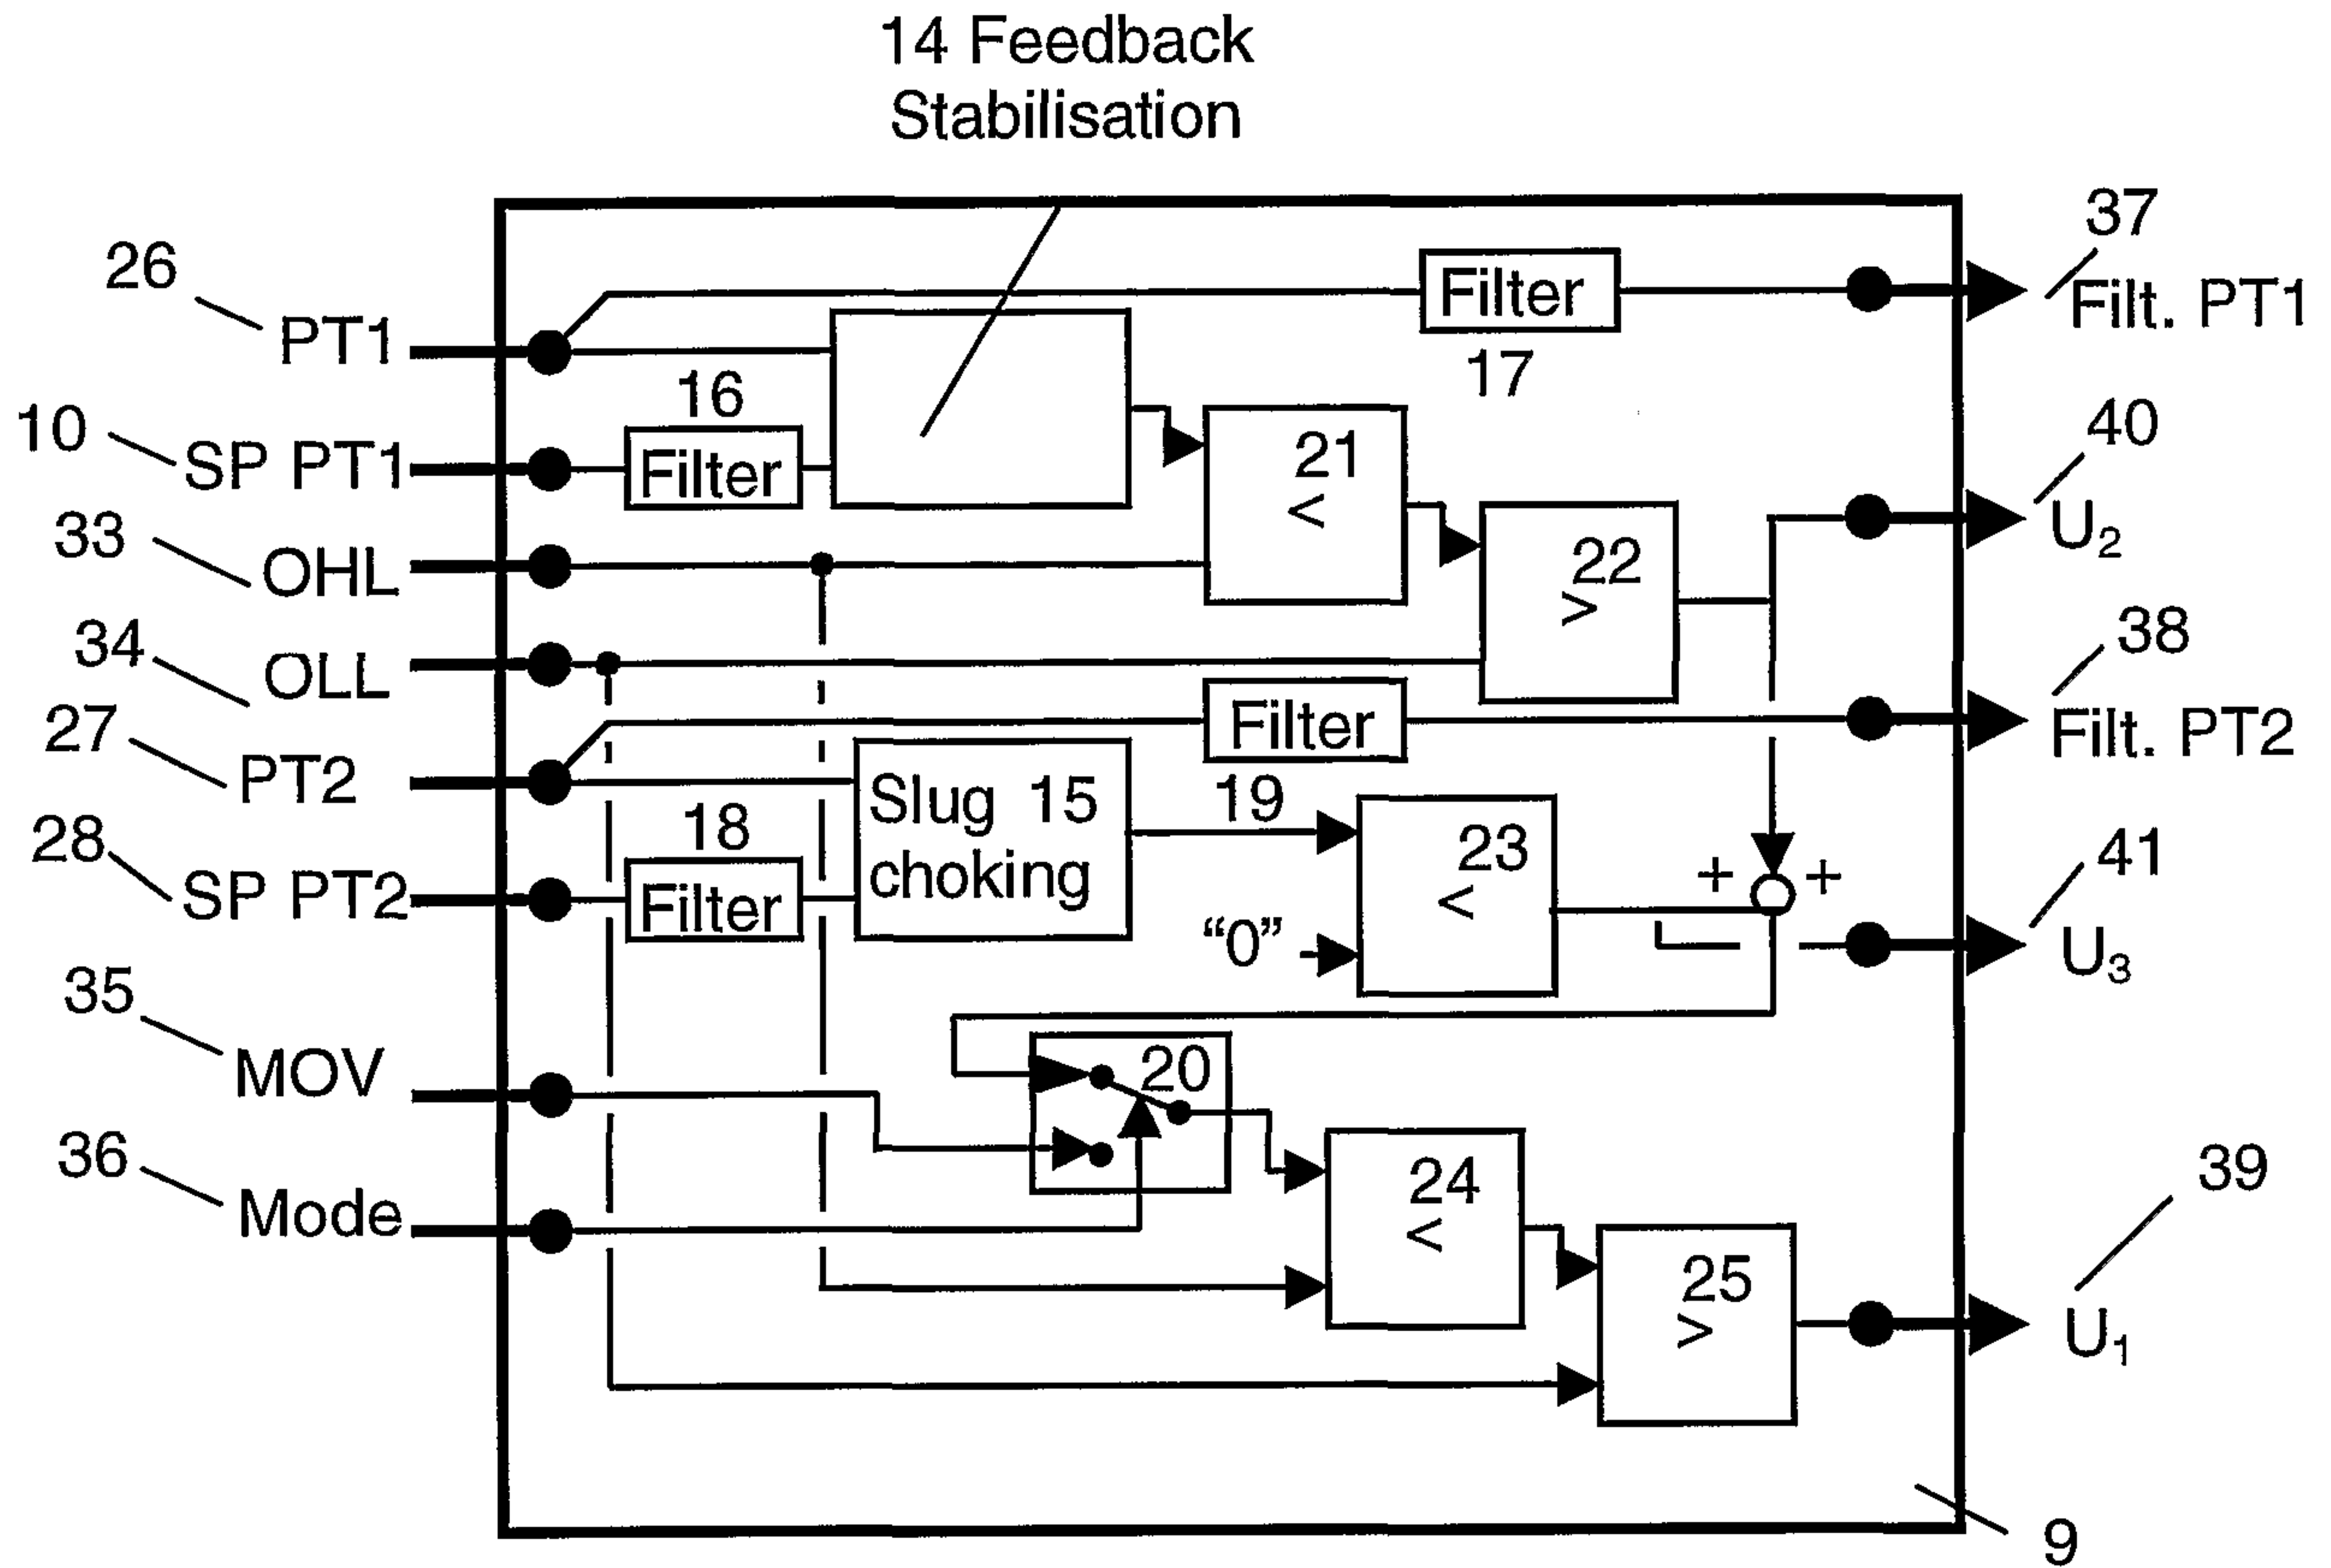 14 Feedback
Stabilisation
26
PT1
Filter
17
37
Filt. PT1
10
SP PT1
16
Filter
21
<
40
U2
33
OHL
22
>
34
OLL
38
Filt. PT2
27
PT2
Filter
19
Slug 15
choking
28
SP PT2
18
Filter
23
<
"0"
+ +
41
U3
35
MOV
20
36
Mode
24
<
25
>
39
U1
9